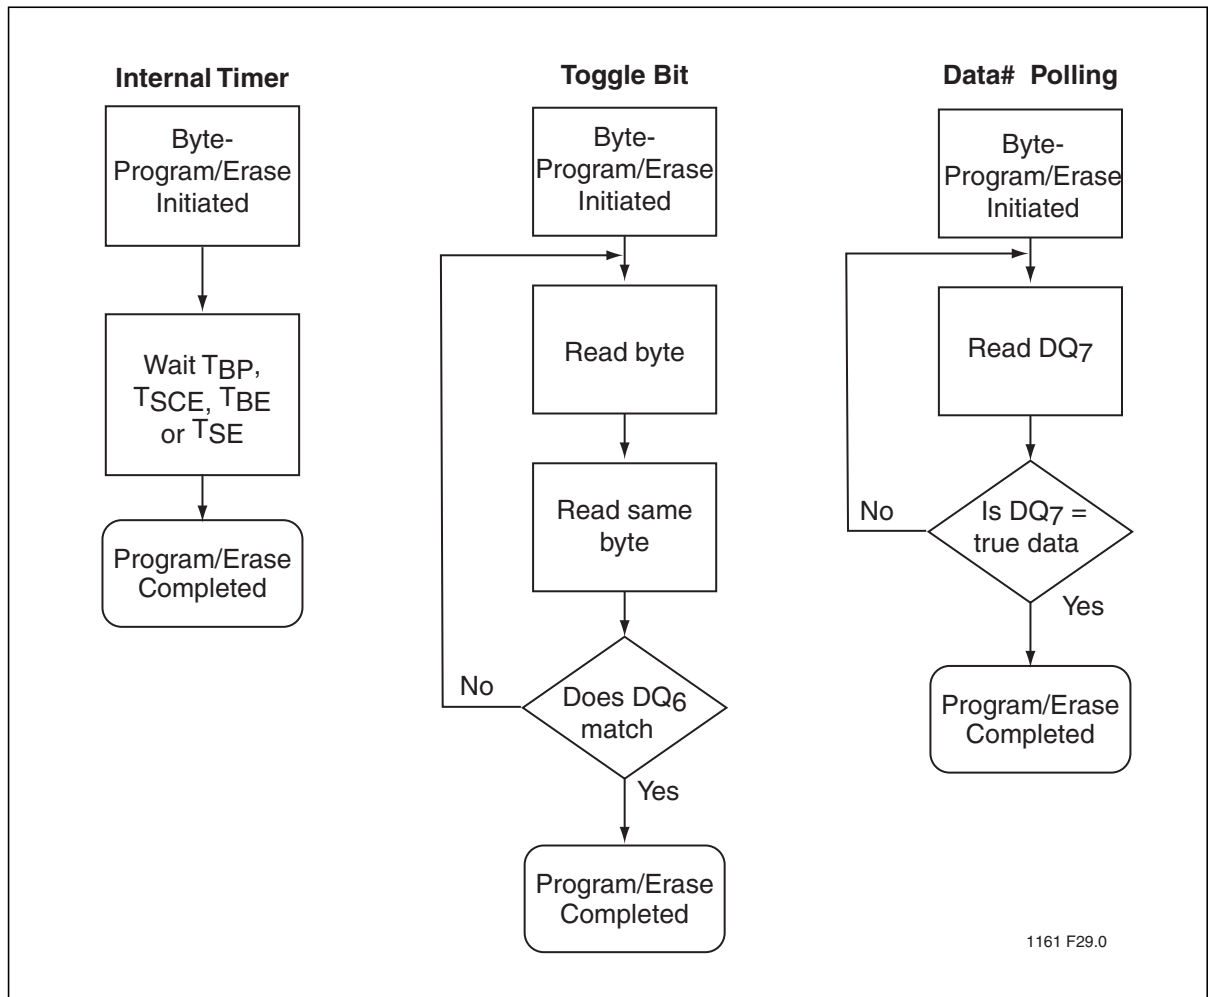 Internal Timer
Byte-
Program/Erase
Initiated
Wait TBP,
TSCE, TBE
or TSE
Program/Erase
Completed
Toggle Bit
Byte-
Program/Erase
Initiated
Read byte
Read same
byte
No
Does DQ6
match
Yes
Program/Erase
Completed
Data# Polling
Byte-
Program/Erase
Initiated
Read DQ7
No
Is DQ7 =
true data
Yes
Program/Erase
Completed
1161 F29.0